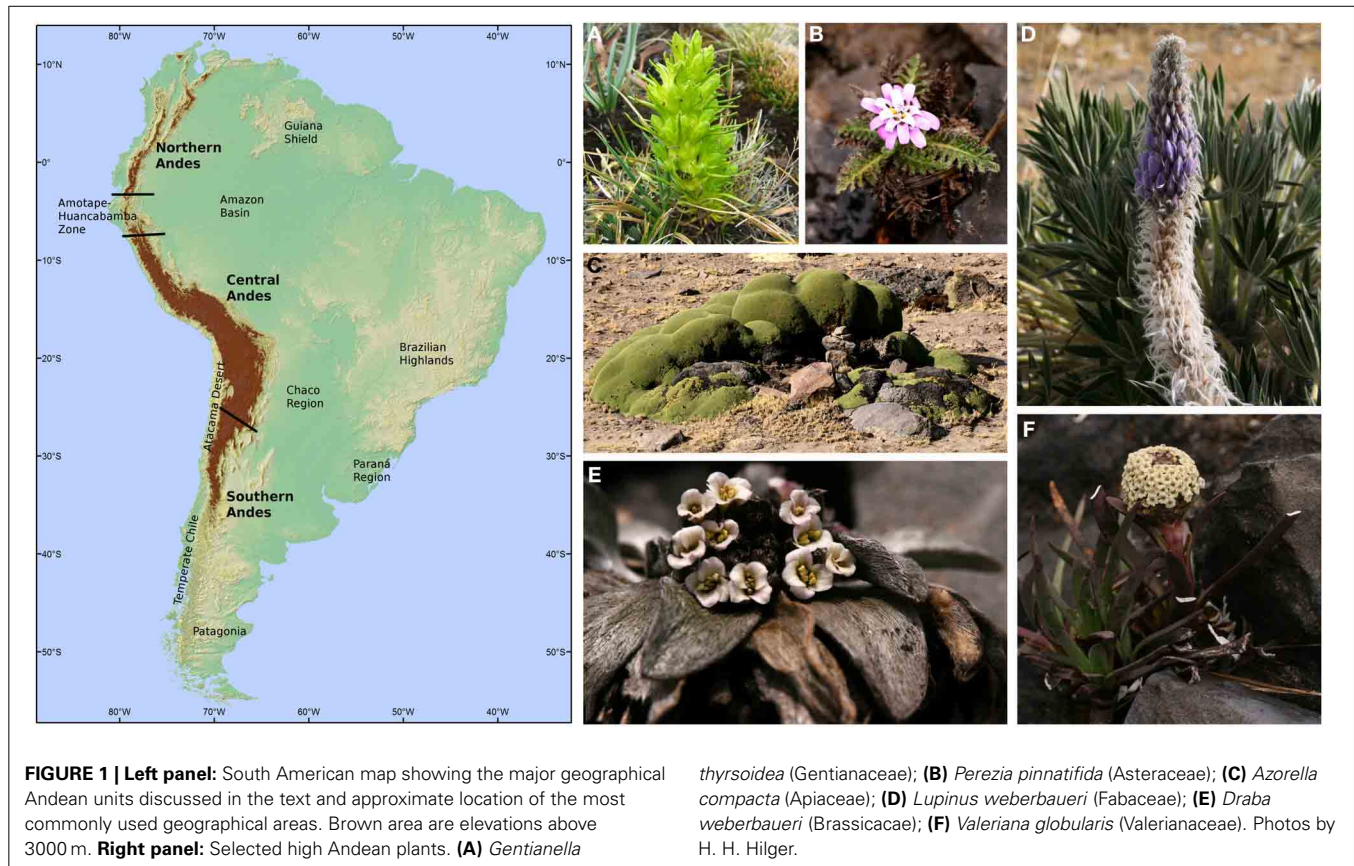 80°W 70°W 60°W 50°W 40°W
10°N
0°
10°S
20°S
30°S
40°S
50°S
10°N
0°
10°S
20°S
30°S
40°S
50°S
Guiana
Shield
Northern
Andes
Amotape-
Huancabamba
Zone
Amazon
Basin
Central
Andes
Brazilian
Highlands
Atacama Desert
Chaco
Region
Paraná
Region
Southern
Andes
Temperate Chile
Patagonia
80°W 70°W 60°W 50°W 40°W
A
B
C
D
E
F
FIGURE 1 | Left panel: South American map showing the major geographical
Andean units discussed in the text and approximate location of the most
commonly used geographical areas. Brown area are elevations above
3000 m. Right panel: Selected high Andean plants. (A) Gentianella
thyrsoidea (Gentianaceae); (B) Perezia pinnatifida (Asteraceae); (C) Azorella
compacta (Apiaceae); (D) Lupinus weberbaueri (Fabaceae); (E) Draba
weberbaueri (Brassicacae); (F) Valeriana globularis (Valerianaceae). Photos by
H. H. Hilger.